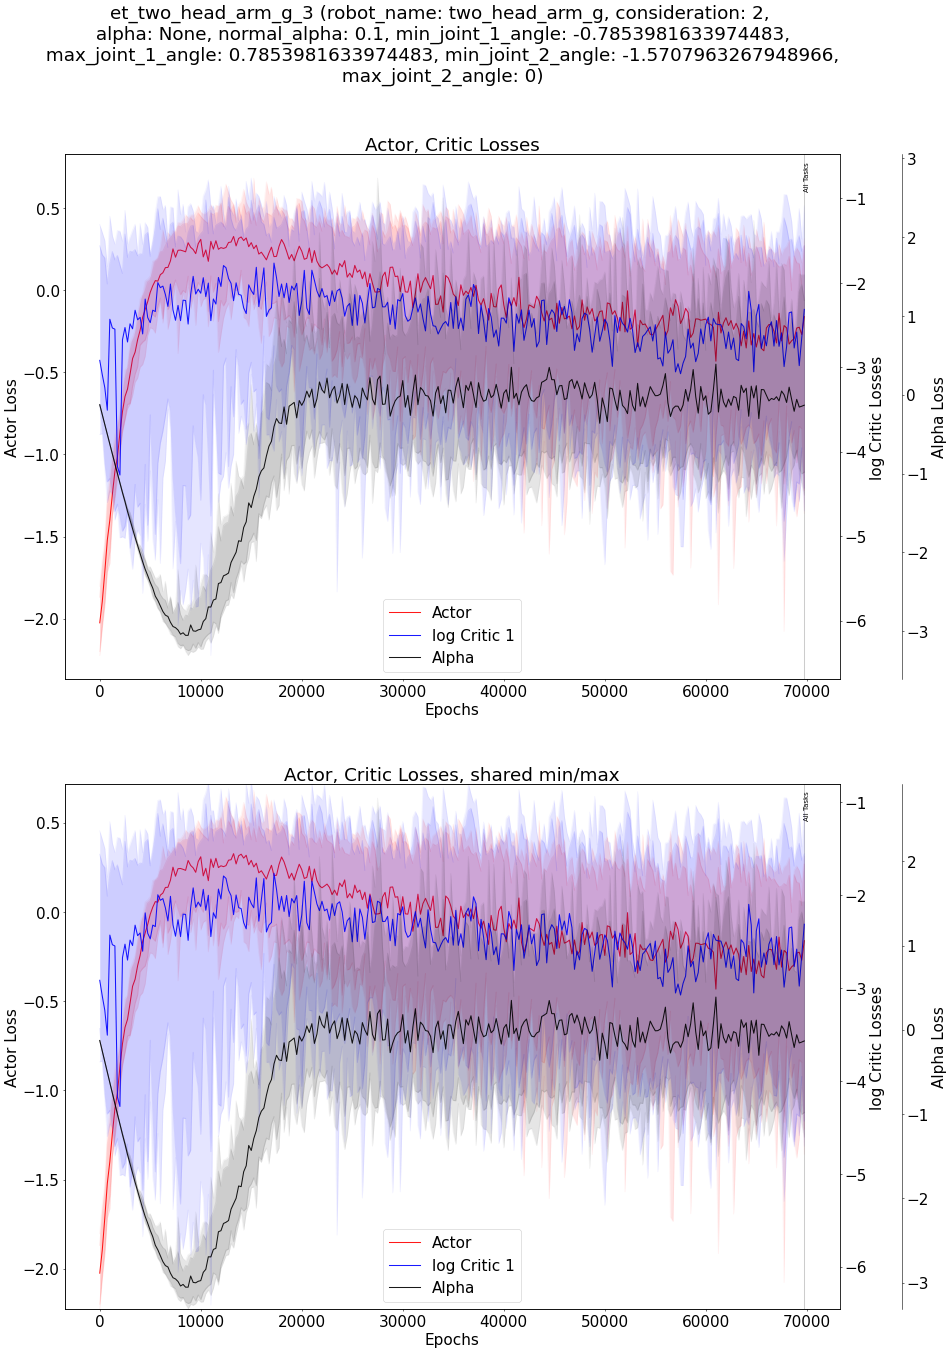 et_two_head_arm_g_3 (robot_name: two_head_arm_g, consideration: 2,
alpha: None, normal_alpha: 0.1, min_joint_1_angle: -0.7853981633974483,
max_joint_1_angle: 0.7853981633974483, min_joint_2_angle: -1.5707963267948966,
max_joint_2_angle: 0)
Actor, Critic Losses
All Tasks
0.5
0.0
−0.5
−1.0
−1.5
−2.0
Actor Loss
−1
−2
−3
−4
−5
−6
log Critic Losses
3
2
1
0
−1
−2
−3
Alpha Loss
Actor
log Critic 1
Alpha
0 10000 20000 30000 40000 50000 60000 70000
Epochs
Actor, Critic Losses, shared min/max
All Tasks
0.5
0.0
−0.5
−1.0
−1.5
−2.0
Actor Loss
−1
−2
−3
−4
−5
−6
log Critic Losses
2
1
0
−1
−2
−3
Alpha Loss
Actor
log Critic 1
Alpha
0 10000 20000 30000 40000 50000 60000 70000
Epochs